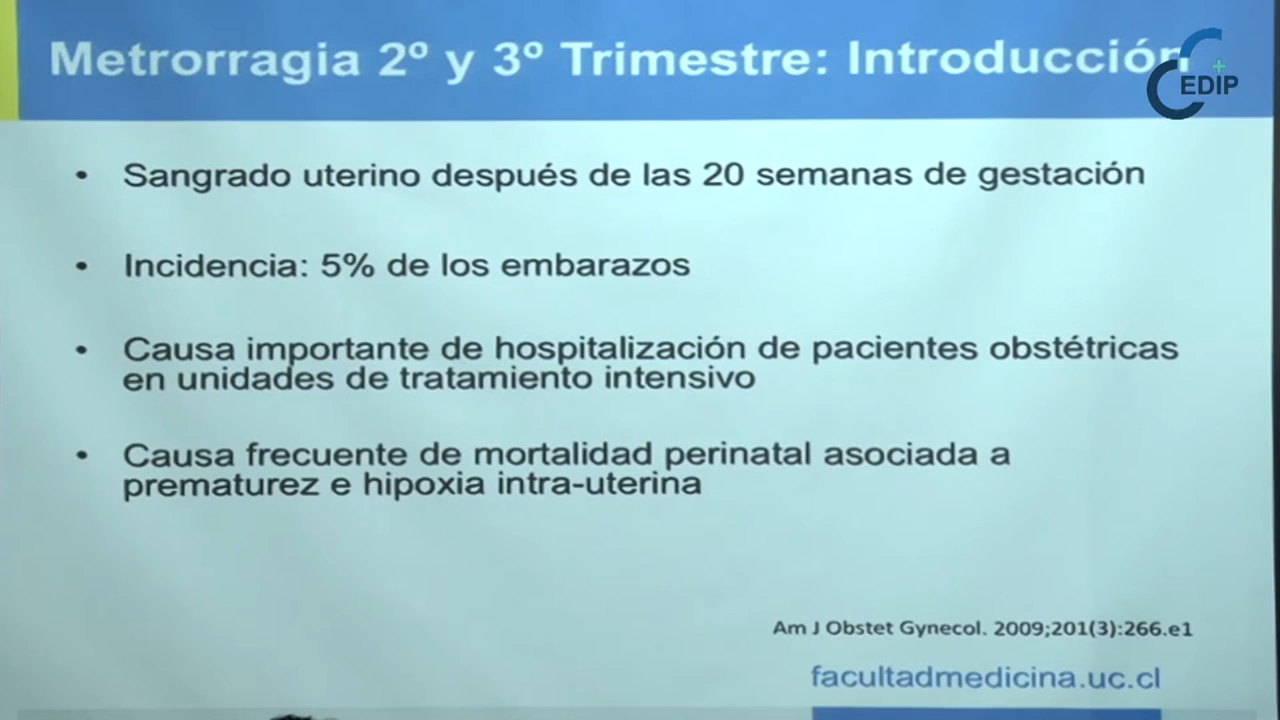 Metrorragia 2º y 3º Trimestre: Introducción
EDIP
• Sangrado uterino después de las 20 semanas de gestación
• Incidencia: 5% de los embarazos
• Causa importante de hospitalización de pacientes obstétricas
en unidades de tratamiento intensivo
• Causa frecuente de mortalidad perinatal asociada a
prematurez e hipoxia intra-uterina
Am J Obstet Gynecol. 2009;201(3):266.e1
facultadmedicina.uc.cl